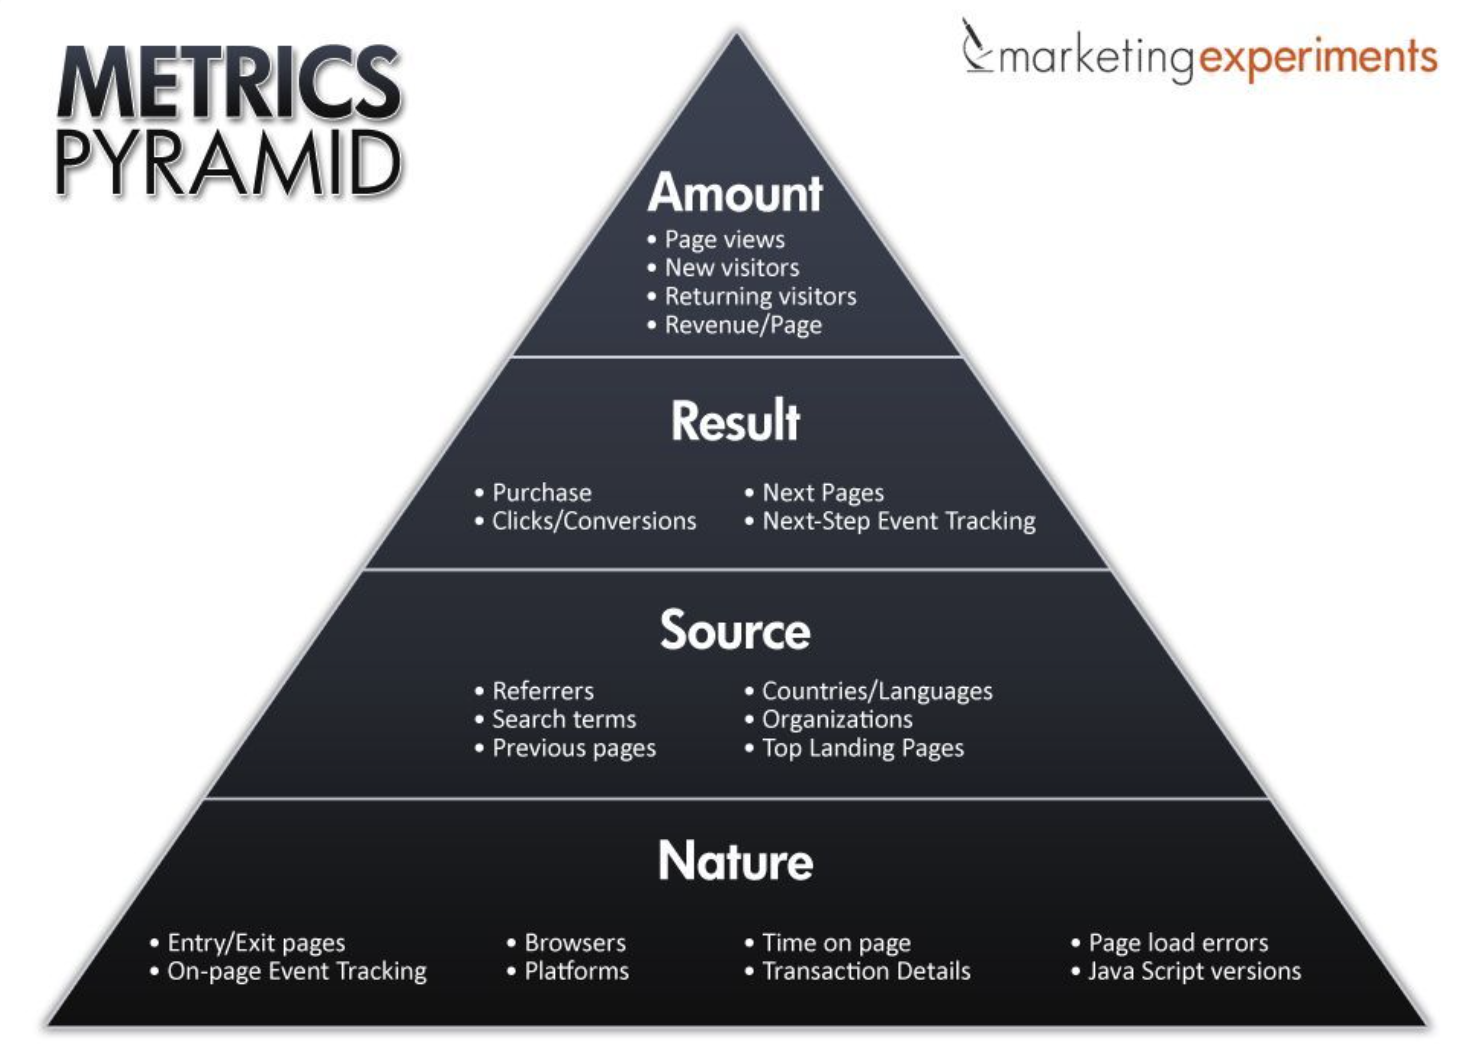 METRICS
PYRAMID
marketingexperiments
Amount
• Page views
• New visitors
• Returning visitors
• Revenue/Page
Result
• Purchase
• Clicks/Conversions
• Next Pages
• Next-Step Event Tracking
Source
• Referrers
• Search terms
• Previous pages
• Countries/Languages
• Organizations
• Top Landing Pages
Nature
• Entry/Exit pages
• On-page Event Tracking
• Browsers
• Platforms
• Time on page
• Transaction Details
• Page load errors
• Java Script versions